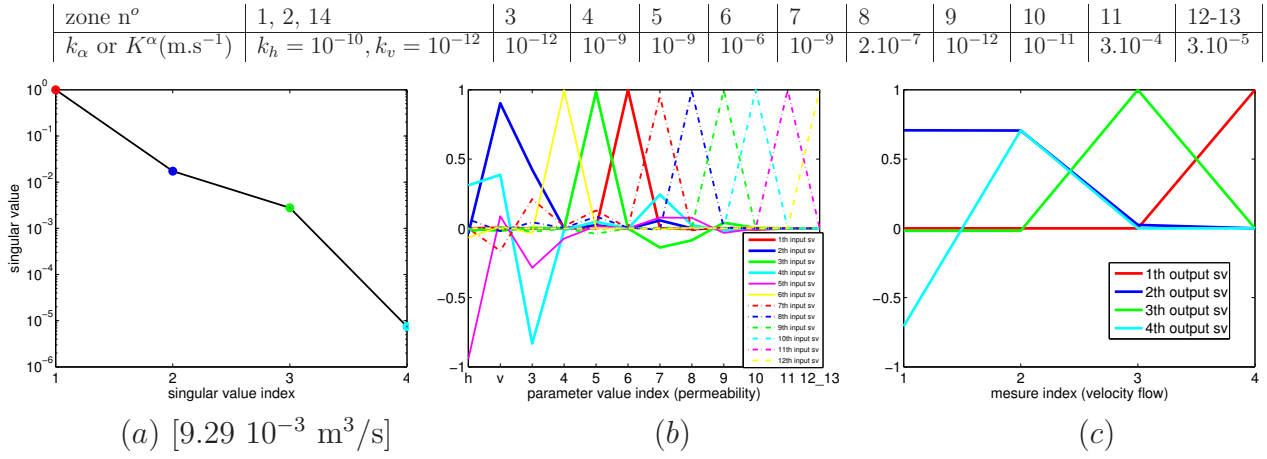 zone n^o 1, 2, 14 3 4 5 6 7 8 9 10 11 12-13
k_α or K^α(m.s^{-1}) k_h = 10^{-10}, k_v = 10^{-12} 10^{-12} 10^{-9} 10^{-9} 10^{-6} 10^{-9} 2.10^{-7} 10^{-12} 10^{-11} 3.10^{-4} 3.10^{-5}
singular value
10^0
10^{-1}
10^{-2}
10^{-3}
10^{-4}
10^{-5}
10^{-6}
1 2 3 4
singular value index
(a) [9.29 10^{-3} m^3/s]
1
0.5
0
−0.5
−1
1th input sv
2th input sv
3th input sv
4th input sv
5th input sv
6th input sv
7th input sv
8th input sv
9th input sv
10th input sv
11th input sv
12th input sv
h v 3 4 5 6 7 8 9 10 11 12_13
parameter value index (permeability)
(b)
1
0.5
0
−0.5
−1
1th output sv
2th output sv
3th output sv
4th output sv
1 2 3 4
mesure index (velocity flow)
(c)